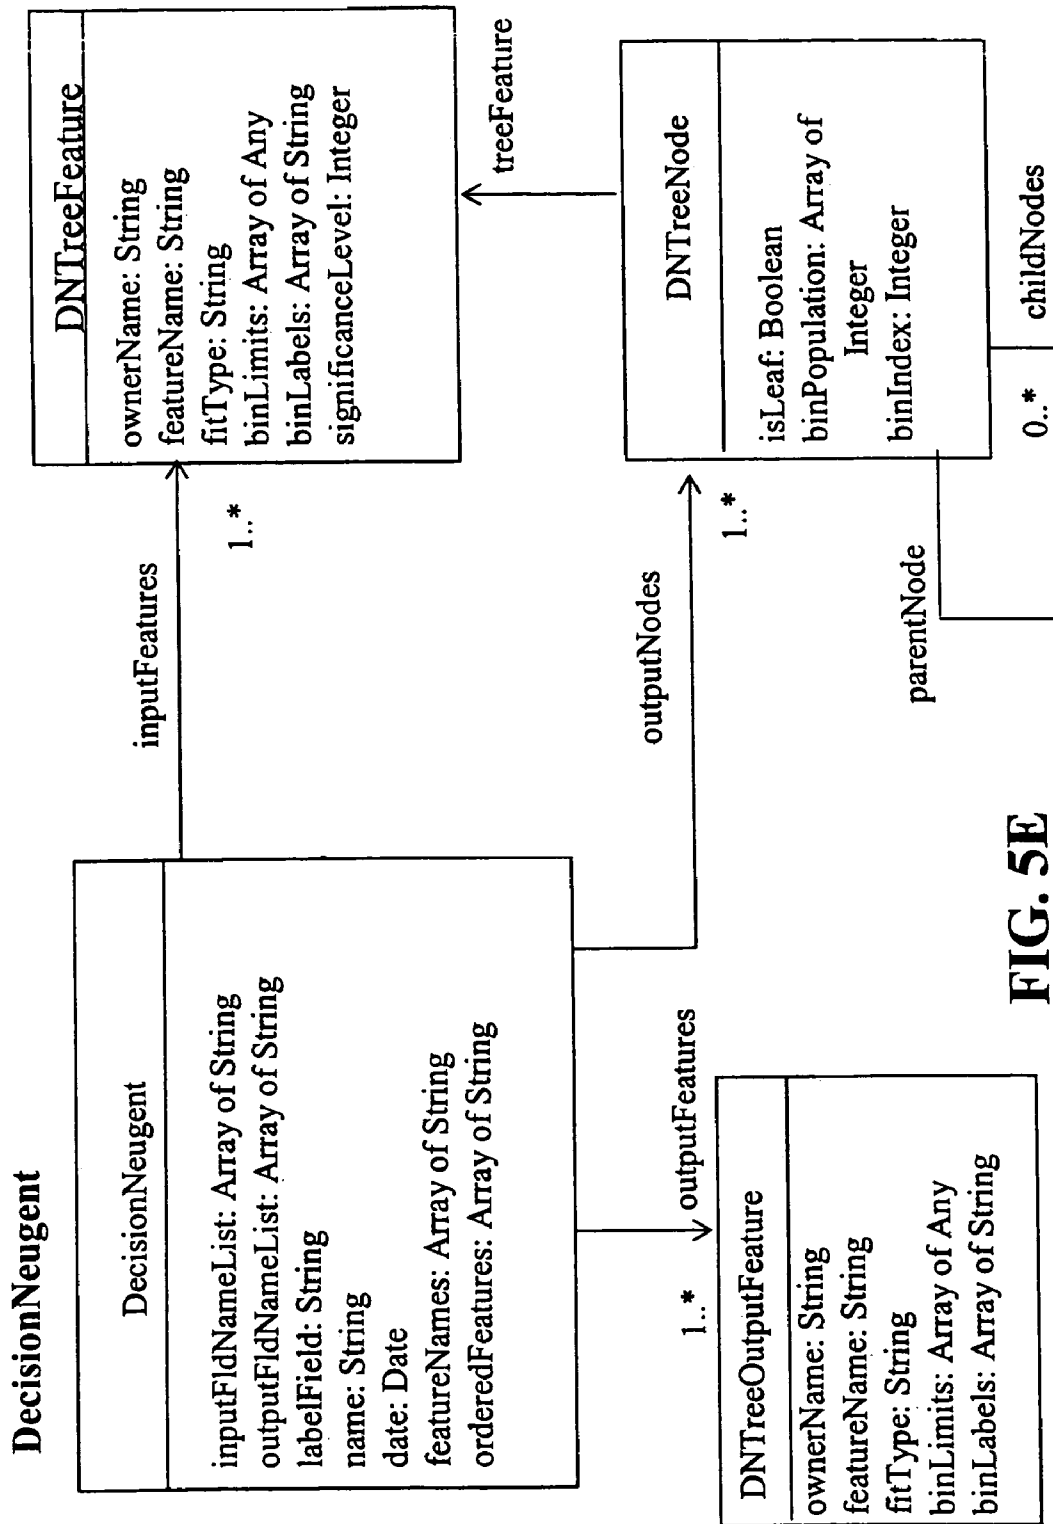 DecisionNeugent
DecisionNeugent
inputFldNameList: Array of String
outputFldNameList: Array of String
labelField: String
name: String
date: Date
featureNames: Array of String
orderedFeatures: Array of String
inputFeatures
1..*
DNTreeFeature
ownerName: String
featureName: String
fitType: String
binLimits: Array of Any
binLabels: Array of String
significanceLevel: Integer
treeFeature
outputNodes
1..*
DNTreeNode
isLeaf: Boolean
binPopulation: Array of
Integer
binIndex: Integer
parentNode
0..*
childNodes
outputFeatures
1..*
DNTreeOutputFeature
ownerName: String
featureName: String
fitType: String
binLimits: Array of Any
binLabels: Array of String
FIG. 5E